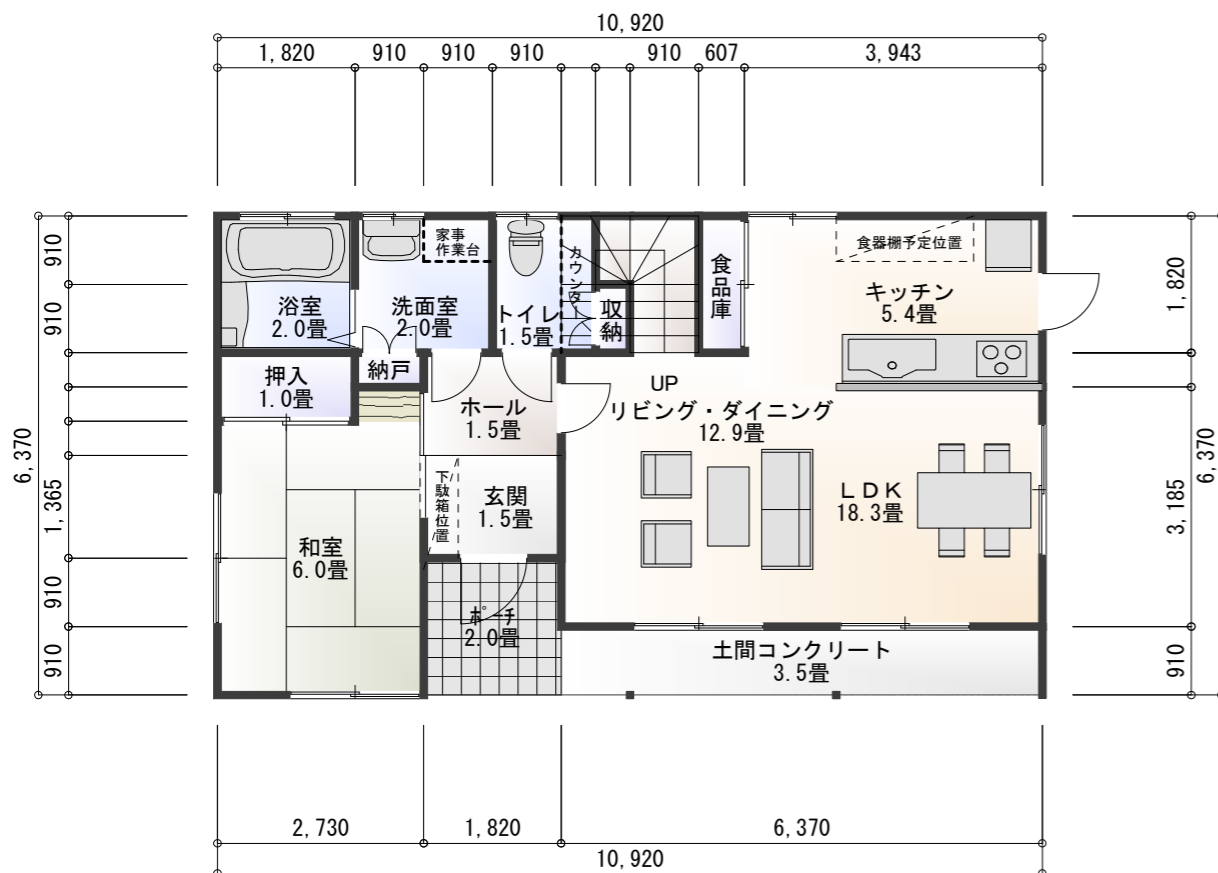 10,920
1,820 910 910 910 910 607 3,943
910
910
1,365
910
910
6,370
家事
作業台
カウンター
食品庫
食器棚予定位置
キッチン
5.4畳
浴室
2.0畳
洗面室
2.0畳
トイレ
1.5畳
収納
押入
1.0畳
納戸
ホール
1.5畳
UP
リビング・ダイニング
12.9畳
下駄箱位置
玄関
1.5畳
LDK
18.3畳
和室
6.0畳
ポーチ
2.0畳
土間コンクリート
3.5畳
1,820
3,185
910
6,370
2,730 1,820 6,370
10,920